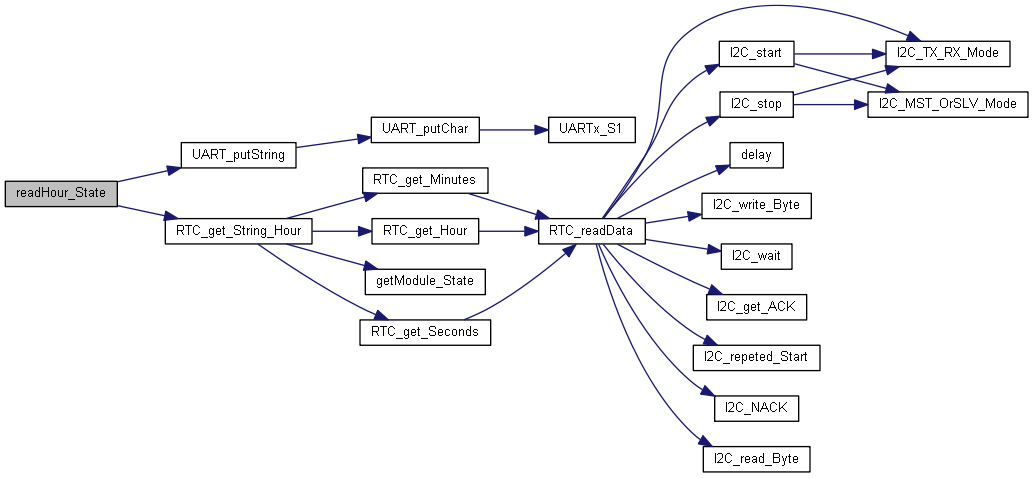 readHour_State
UART_putString
RTC_get_String_Hour
UART_putChar
RTC_get_Minutes
RTC_get_Hour
getModule_State
RTC_get_Seconds
UARTx_S1
RTC_readData
I2C_start
I2C_stop
delay
I2C_write_Byte
I2C_wait
I2C_get_ACK
I2C_repeted_Start
I2C_NACK
I2C_read_Byte
I2C_TX_RX_Mode
I2C_MST_OrSLV_Mode